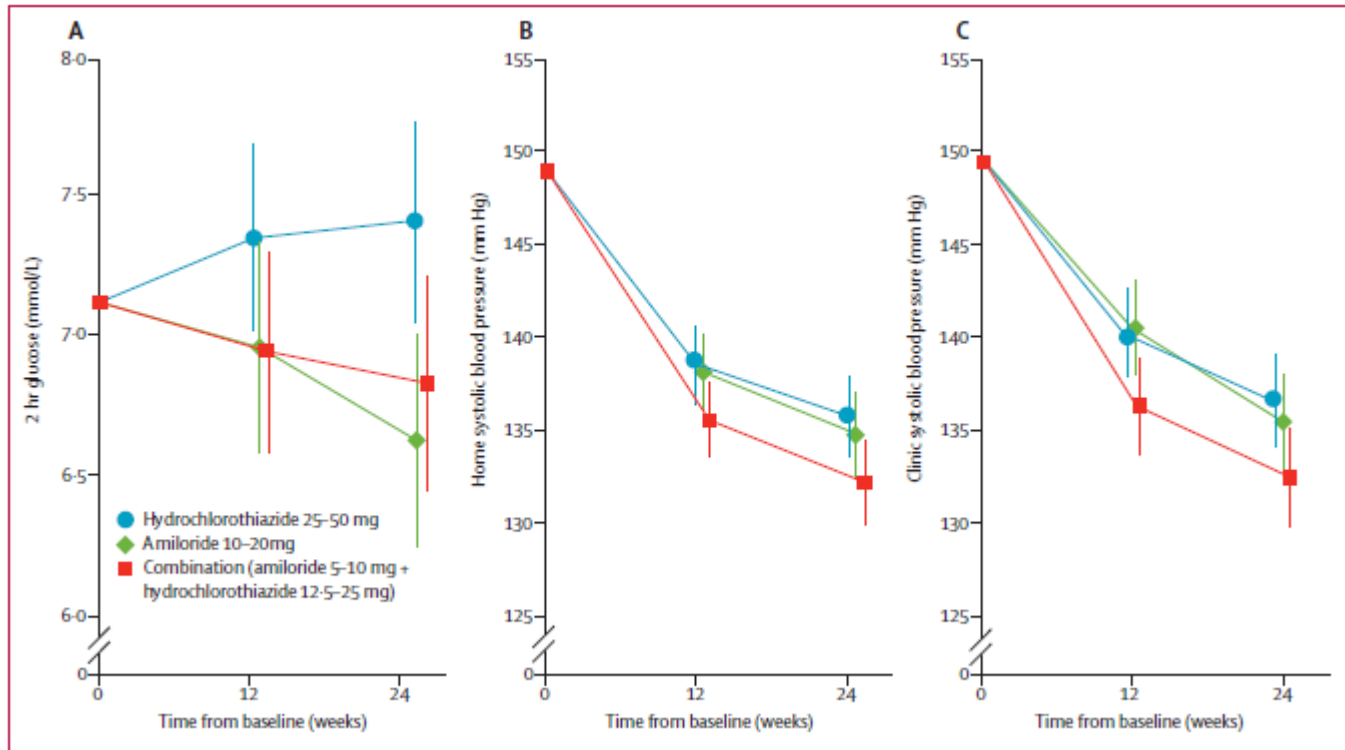 A
8·0
7·5
7·0
6·5
6·0
0
2 hr glucose (mmol/L)
0
12
24
Time from baseline (weeks)
Hydrochlorothiazide 25–50 mg
Amiloride 10–20mg
Combination (amiloride 5–10 mg +
hydrochlorothiazide 12·5–25 mg)
B
155
150
145
140
135
130
125
0
Home systolic blood pressure (mm Hg)
0
12
24
Time from baseline (weeks)
C
155
150
145
140
135
130
125
0
Clinic systolic blood pressure (mm Hg)
0
12
24
Time from baseline (weeks)